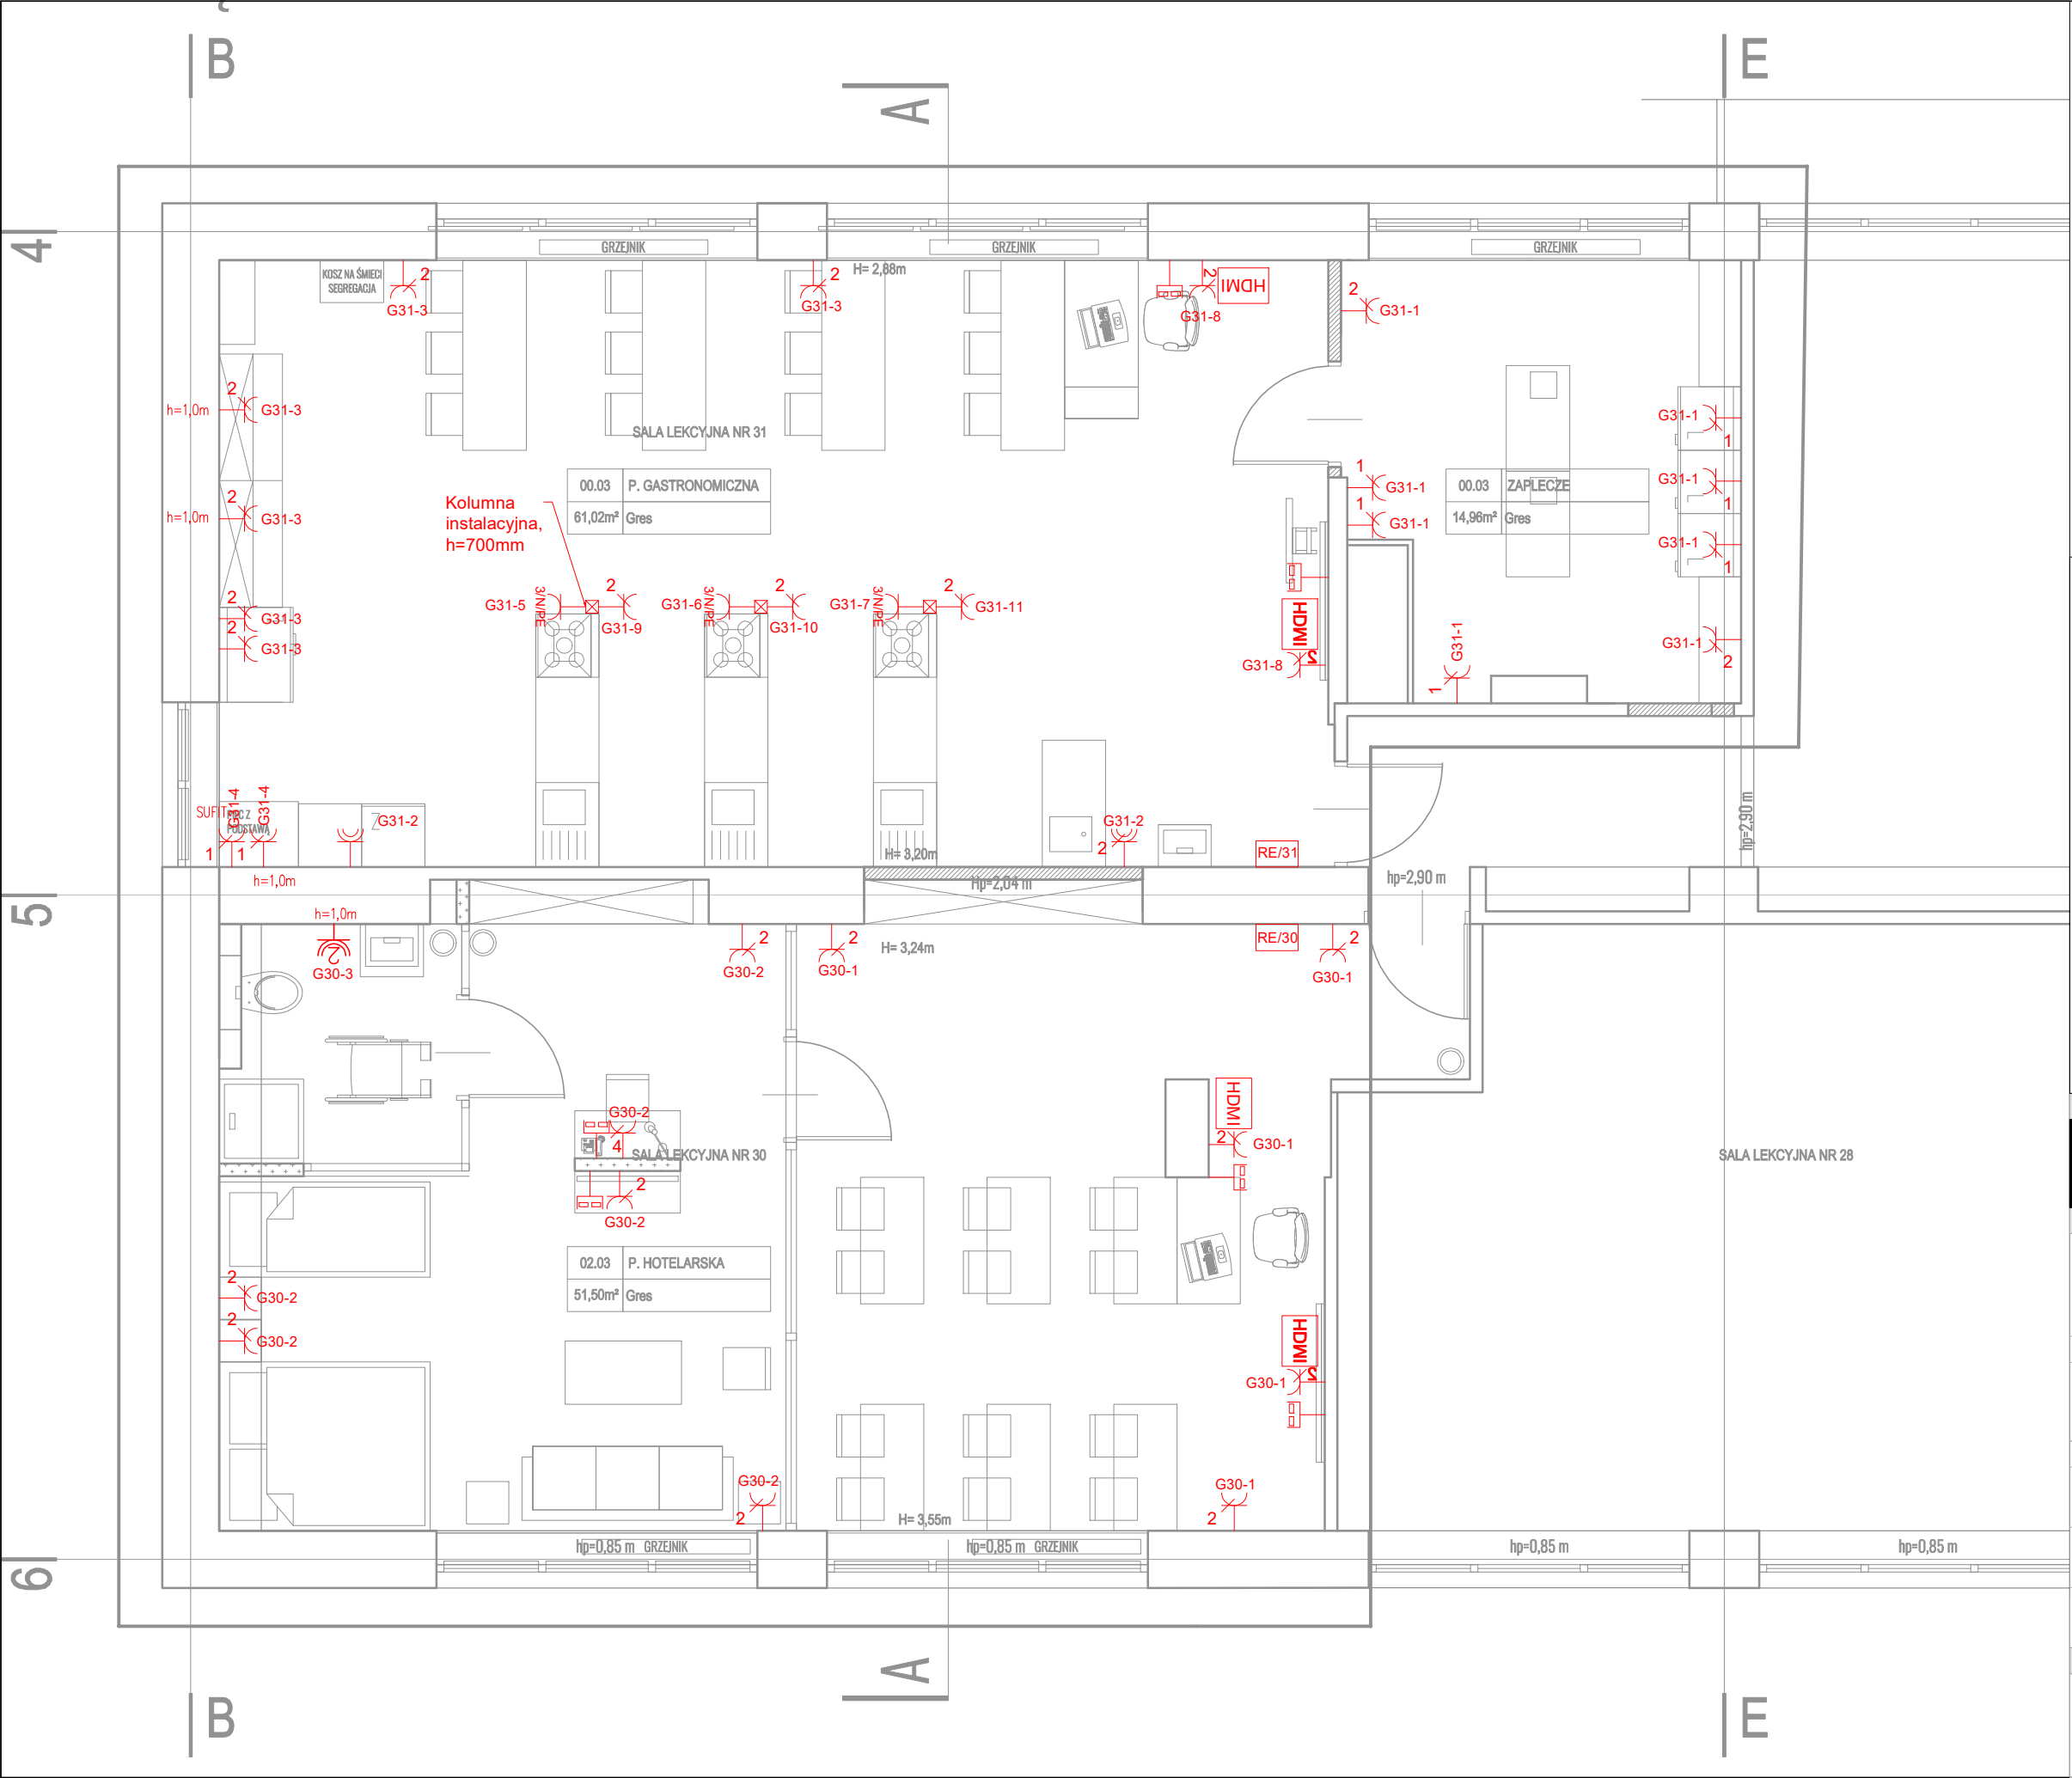 B
E
A
4
GRZEJNIK
GRZEJNIK
GRZEJNIK
KOSZ NA ŚMIECI
SEGREGACJA
2
G31-3
2
G31-3
H= 2,88m
2
G31-8
HDMI
2
G31-1
h=1,0m
2
G31-3
SALA LEKCYJNA NR 31
G31-1
1
00.03
P. GASTRONOMICZNA
61,02m²
Gres
1
G31-1
1
G31-1
00.03
ZAPLECZE
14,96m²
Gres
G31-1
1
h=1,0m
2
G31-3
Kolumna
instalacyjna,
h=700mm
G31-1
1
2
G31-3
2
G31-3
G31-5
3/N/PE
2
G31-9
G31-6
3/N/PE
2
G31-10
G31-7
3/N/PE
2
G31-11
HDMI
2
G31-8
G31-1
1
G31-1
2
SUFIT
PIEC Z
PODSTAWĄ
G31-4
G31-4
1
1
Z
G31-2
G31-2
2
H= 3,20m
RE/31
hp=2,90 m
h=1,0m
5
Hp=2,04 m
hp=2,90 m
h=1,0m
2
G30-3
2
G30-2
2
G30-1
H= 3,24m
RE/30
2
G30-1
G30-2
4
SALA LEKCYJNA NR 30
HDMI
2
G30-1
SALA LEKCYJNA NR 28
2
G30-2
02.03
P. HOTELARSKA
51,50m²
Gres
2
G30-2
2
G30-2
HDMI
2
G30-1
G30-2
2
G30-1
2
H= 3,55m
hp=0,85 m GRZEJNIK
hp=0,85 m GRZEJNIK
hp=0,85 m
hp=0,85 m
6
A
B
E